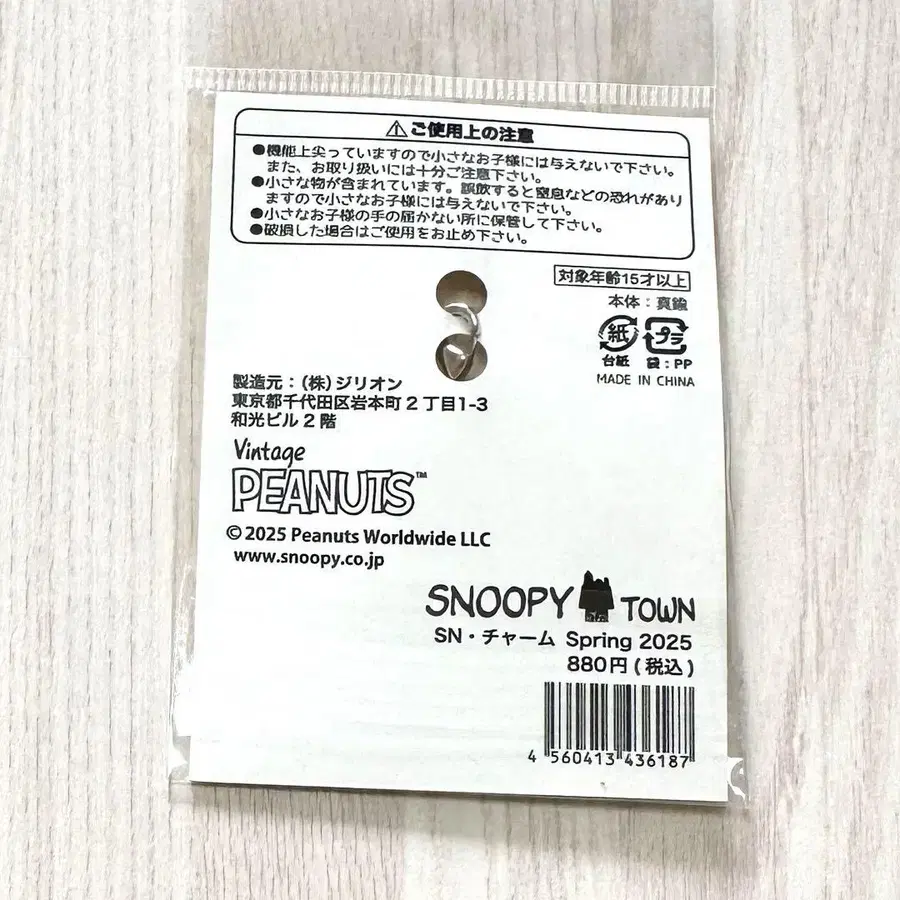 ⚠ご使用上の注意
●機能上尖っていますので小さなお子様には与えないで下さい。
また、お取り扱いには十分ご注意下さい。
●小さな物が含まれています。誤飲すると窒息などの恐れがあり
ますので小さなお子様には与えないで下さい。
●小さなお子様の手の届かない所に保管して下さい。
●破損した場合はご使用をお止め下さい。
対象年齢15才以上
本体：真鍮
紙 プラ
台紙 袋：PP
MADE IN CHINA
製造元：(株)ジリオン
東京都千代田区岩本町2丁目1-3
和光ビル2階
Vintage
PEANUTS™
© 2025 Peanuts Worldwide LLC
www.snoopy.co.jp
SNOOPY TOWN
SN・チャーム Spring 2025
880円(税込)
4 560413 436187